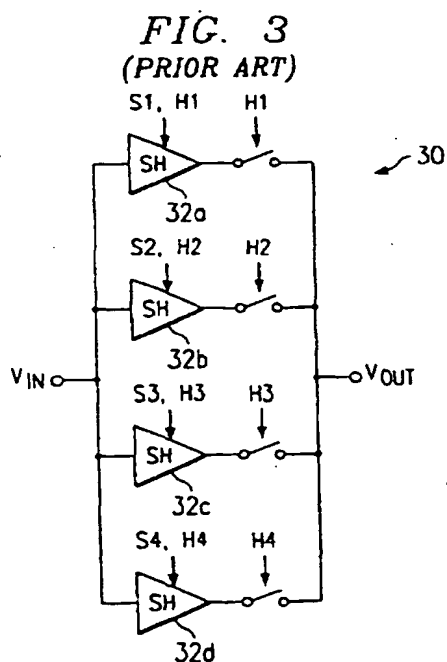 FIG. 3
(PRIOR ART)
S1, H1 H1
SH
30
32a
S2, H2 H2
SH
32b
VIN VOUT
S3, H3 H3
SH
32c
S4, H4 H4
SH
32d